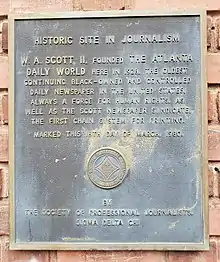 HISTORIC SITE IN JOURNALISM
W. A. SCOTT, II, FOUNDED THE ATLANTA
DAILY WORLD HERE IN 1928, THE OLDEST
CONTINUING BLACK-OWNED AND CONTROLLED
DAILY NEWSPAPER IN THE UNITED STATES,
ALWAYS A FORCE FOR HUMAN RIGHTS, AS
WELL AS THE SCOTT NEWSPAPER SYNDICATE,
THE FIRST CHAIN SYSTEM FOR PRINTING.
MARKED THIS DAY OF MARCH, 1980.
BY
THE SOCIETY OF PROFESSIONAL JOURNALISTS,
SIGMA DELTA CHI